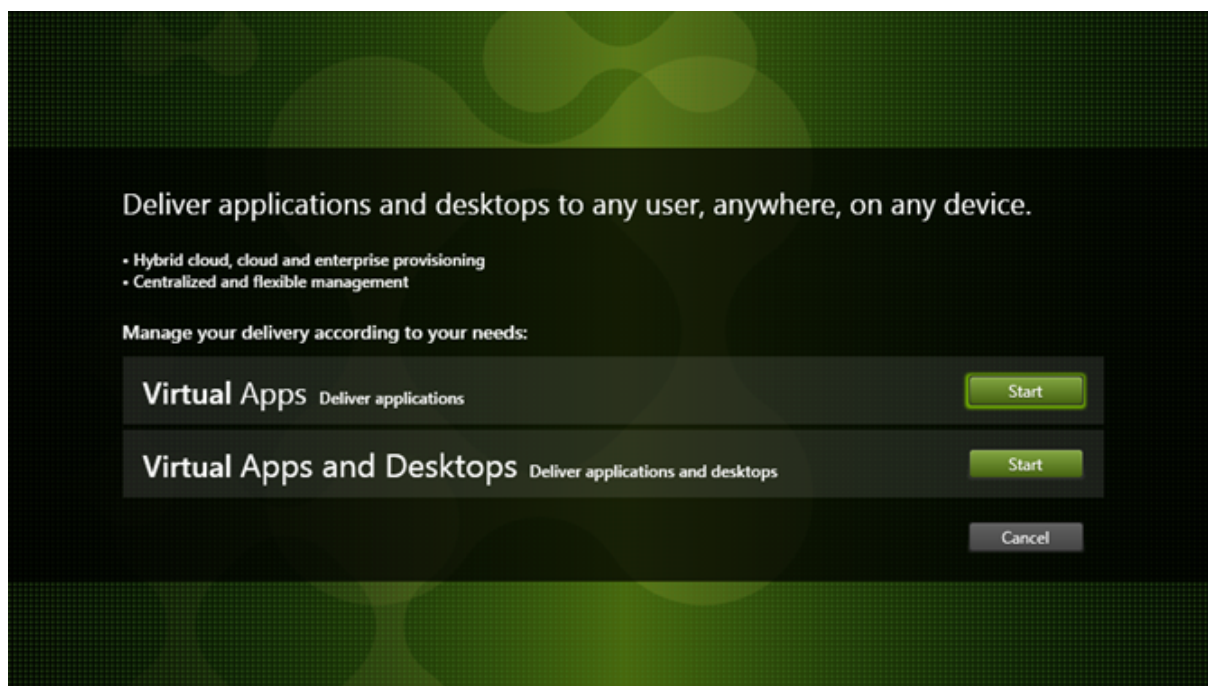 Deliver applications and desktops to any user, anywhere, on any device.
• Hybrid cloud, cloud and enterprise provisioning
• Centralized and flexible management
Manage your delivery according to your needs:
Virtual Apps Deliver applications
Start
Virtual Apps and Desktops Deliver applications and desktops
Start
Cancel